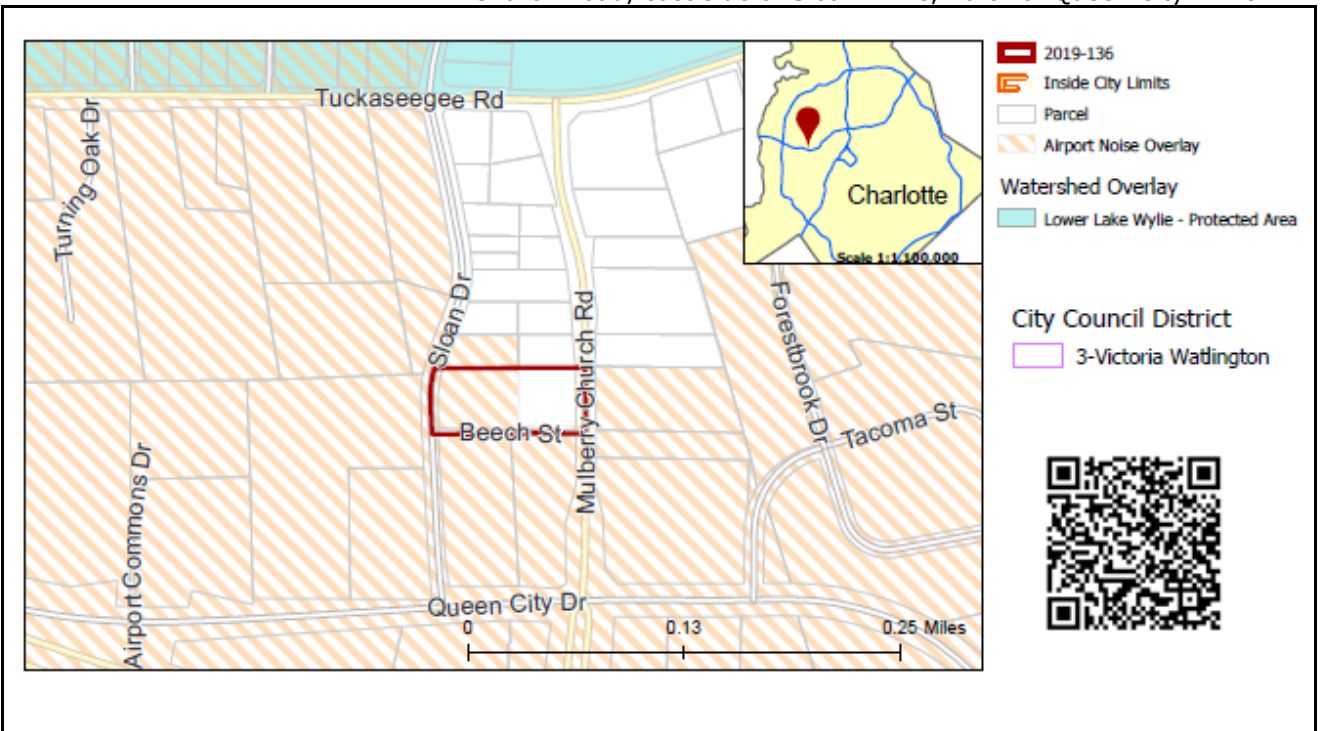 Tuckaseegee Rd
Turning Oak Dr
Sloan Dr
Mulberry Church Rd
Forestbrook Dr
Tacoma St
Beech St
Airport Commons Dr
Queen City Dr
0 0.13 0.25 Miles
Charlotte
Scale 1:1,100,000
2019-136
Inside City Limits
Parcel
Airport Noise Overlay
Watershed Overlay
Lower Lake Wylie - Protected Area
City Council District
3-Victoria Watlington